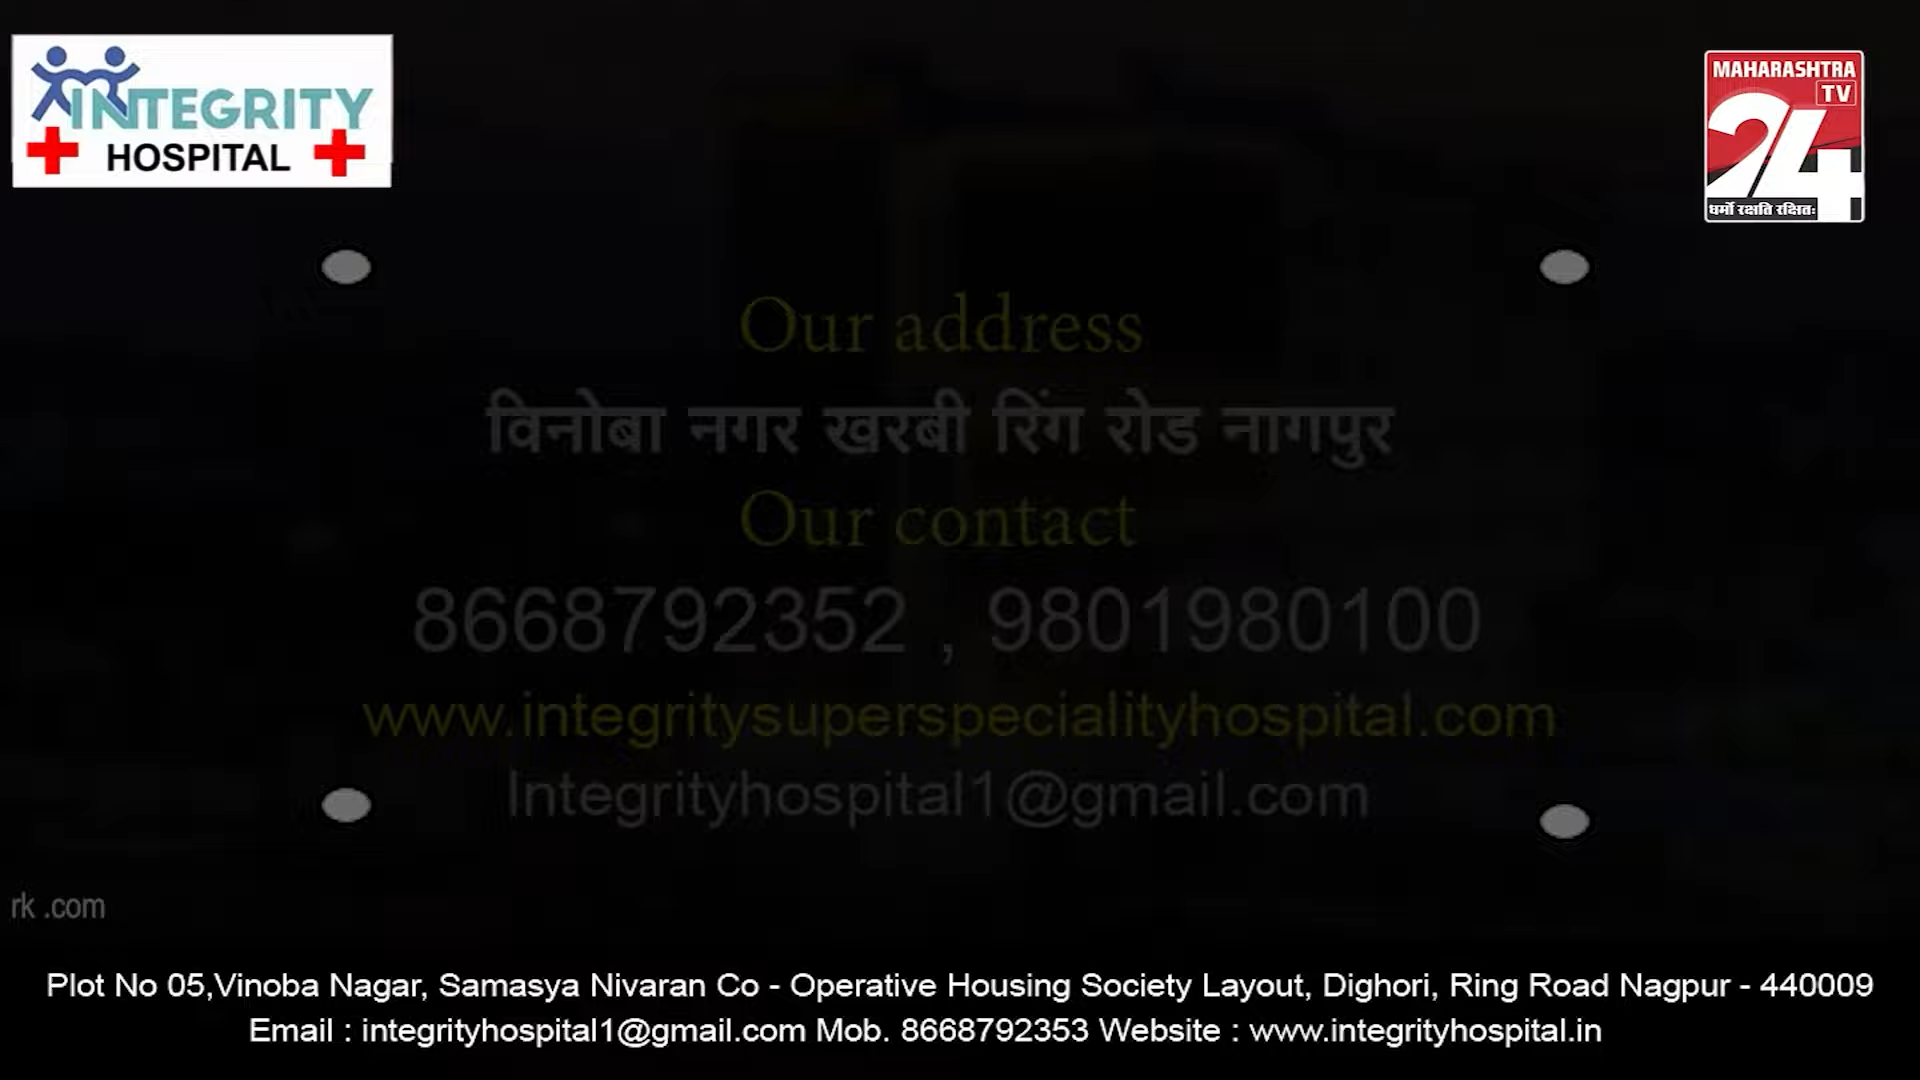 INTEGRITY
HOSPITAL
MAHARASHTRA
TV
24
धर्मो रक्षति रक्षितः
Our address
विनोबा नगर खरबी रिंग रोड नागपुर
Our contact
8668792352 , 9801980100
www.integritysuperspecialityhospital.com
Integrityhospital1@gmail.com
rk .com
Plot No 05,Vinoba Nagar, Samasya Nivaran Co - Operative Housing Society Layout, Dighori, Ring Road Nagpur - 440009
Email : integrityhospital1@gmail.com Mob. 8668792353 Website : www.integrityhospital.in